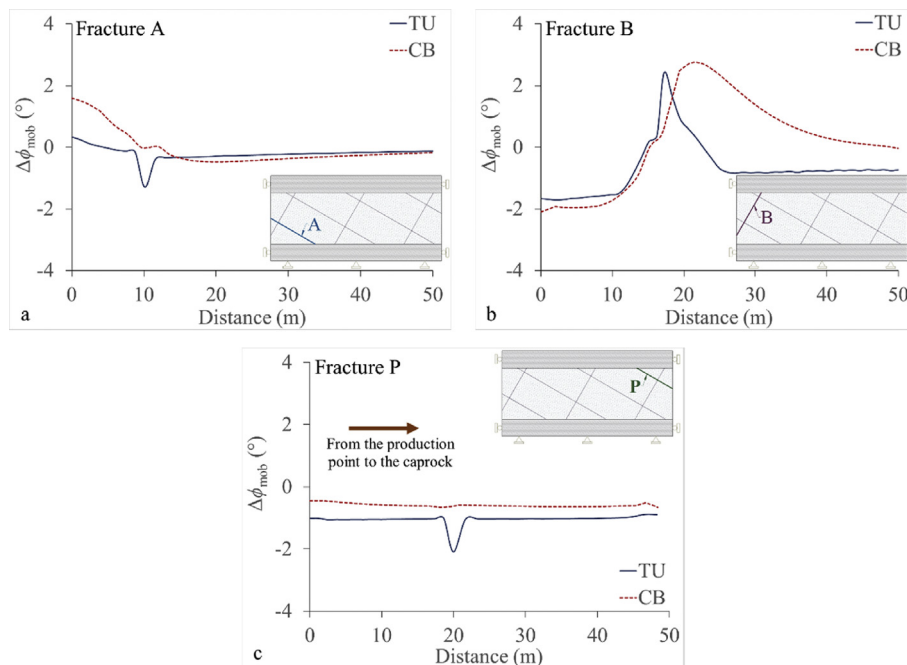 Fracture A
TU
CB
4
2
0
-2
-4
Δϕmob (°)
A
0 10 20 30 40 50
Distance (m)
a
Fracture B
TU
CB
4
2
0
-2
-4
Δϕmob (°)
B
0 10 20 30 40 50
Distance (m)
b
Fracture P
4
2
0
-2
-4
Δϕmob (°)
P
From the production
point to the caprock
TU
CB
0 10 20 30 40 50
Distance (m)
c